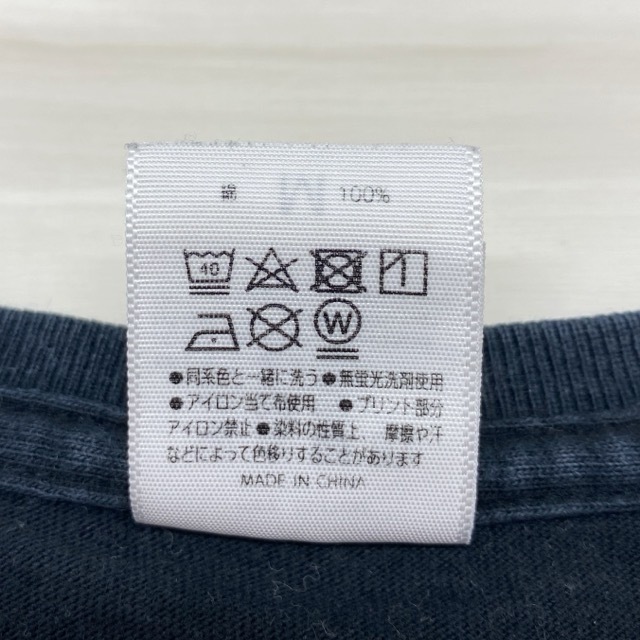 綿 100%
40
W
●同系色と一緒に洗う ●無蛍光洗剤使用
●アイロン当て布使用 ●プリント部分
アイロン禁止 ●染料の性質上、摩擦や汗
などによって色移りすることがあります
MADE IN CHINA